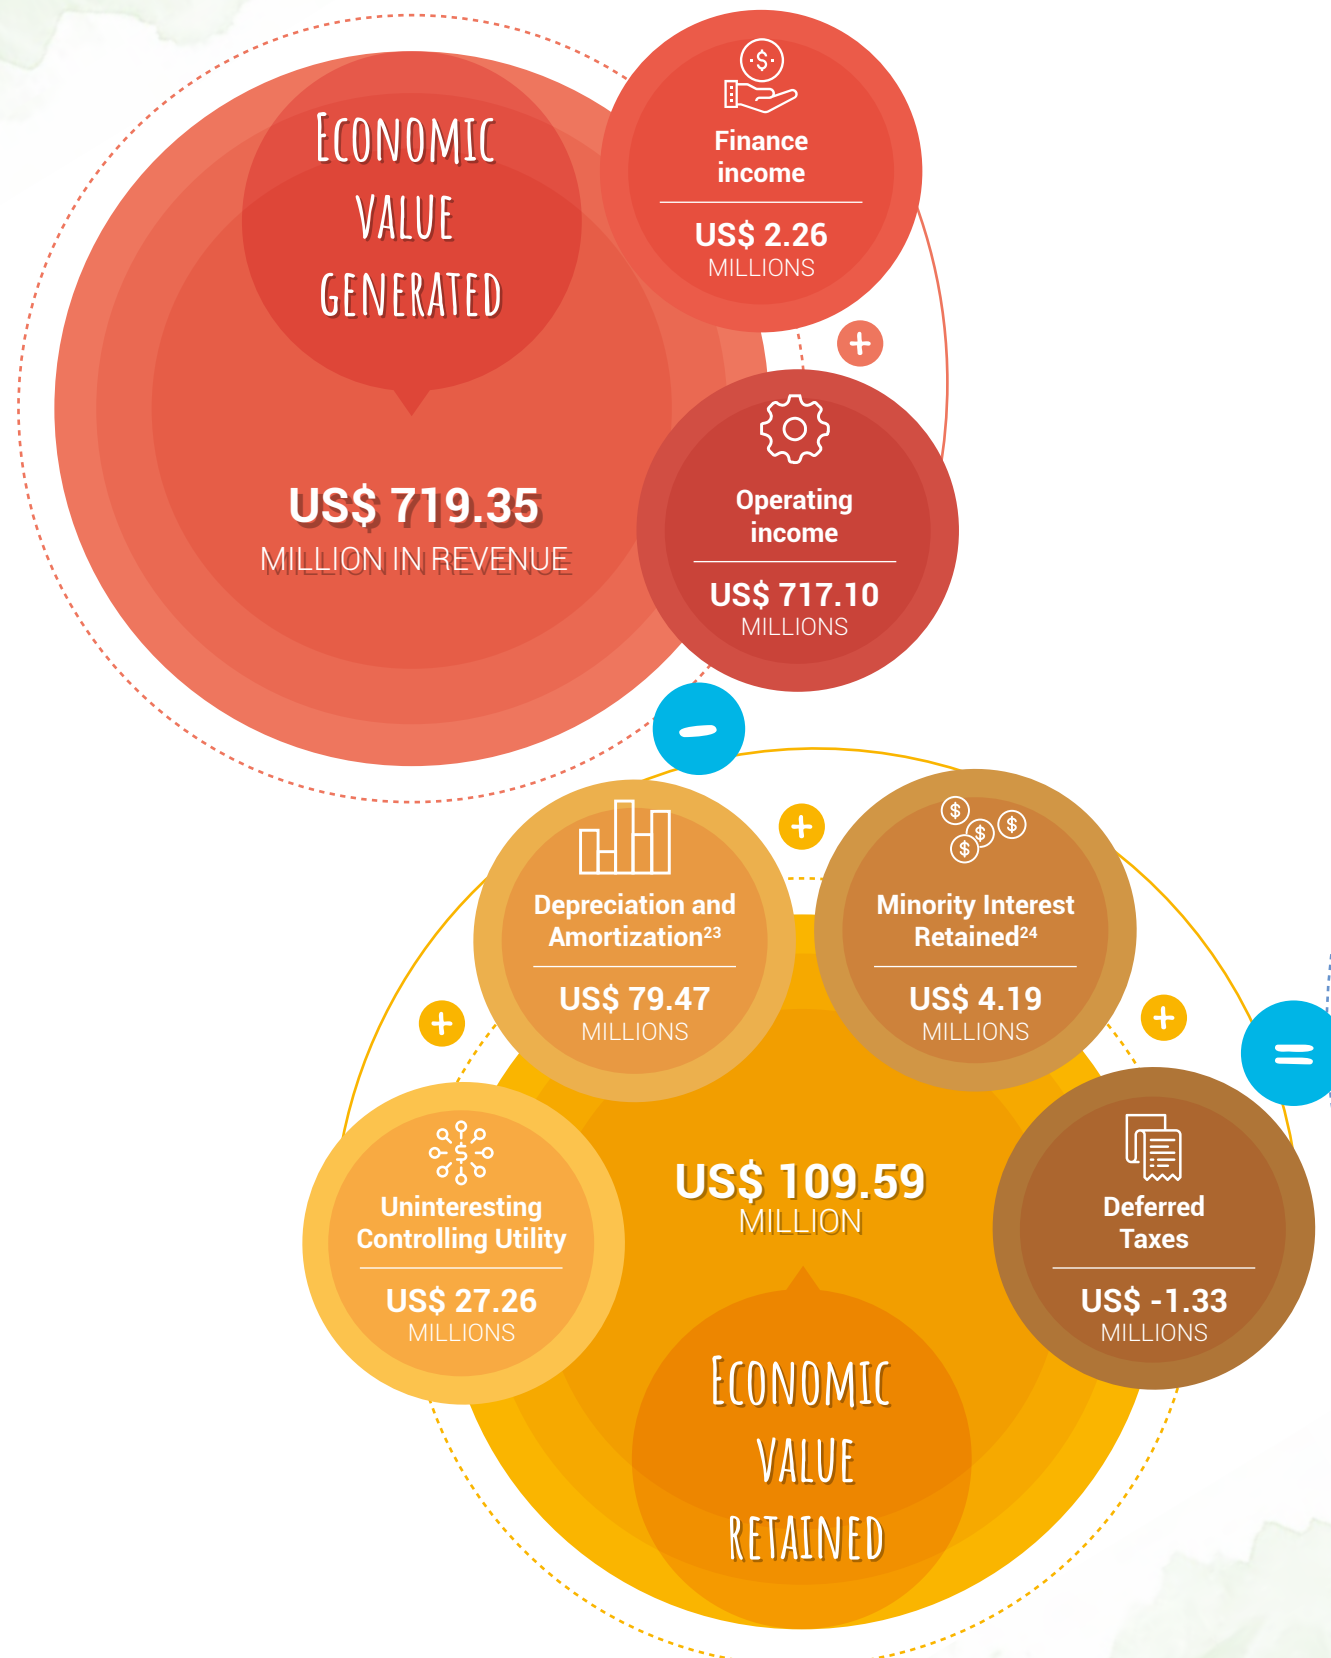 Economic
value
generated
US$ 719.35
MILLION IN REVENUE
Finance
income
US$ 2.26
MILLIONS
+
Operating
income
US$ 717.10
MILLIONS
-
+
Depreciation and
Amortization²³
US$ 79.47
MILLIONS
Minority Interest
Retained²⁴
US$ 4.19
MILLIONS
+
+
=
Uninteresting
Controlling Utility
US$ 27.26
MILLIONS
US$ 109.59
MILLION
Deferred
Taxes
US$ -1.33
MILLIONS
Economic
value
retained